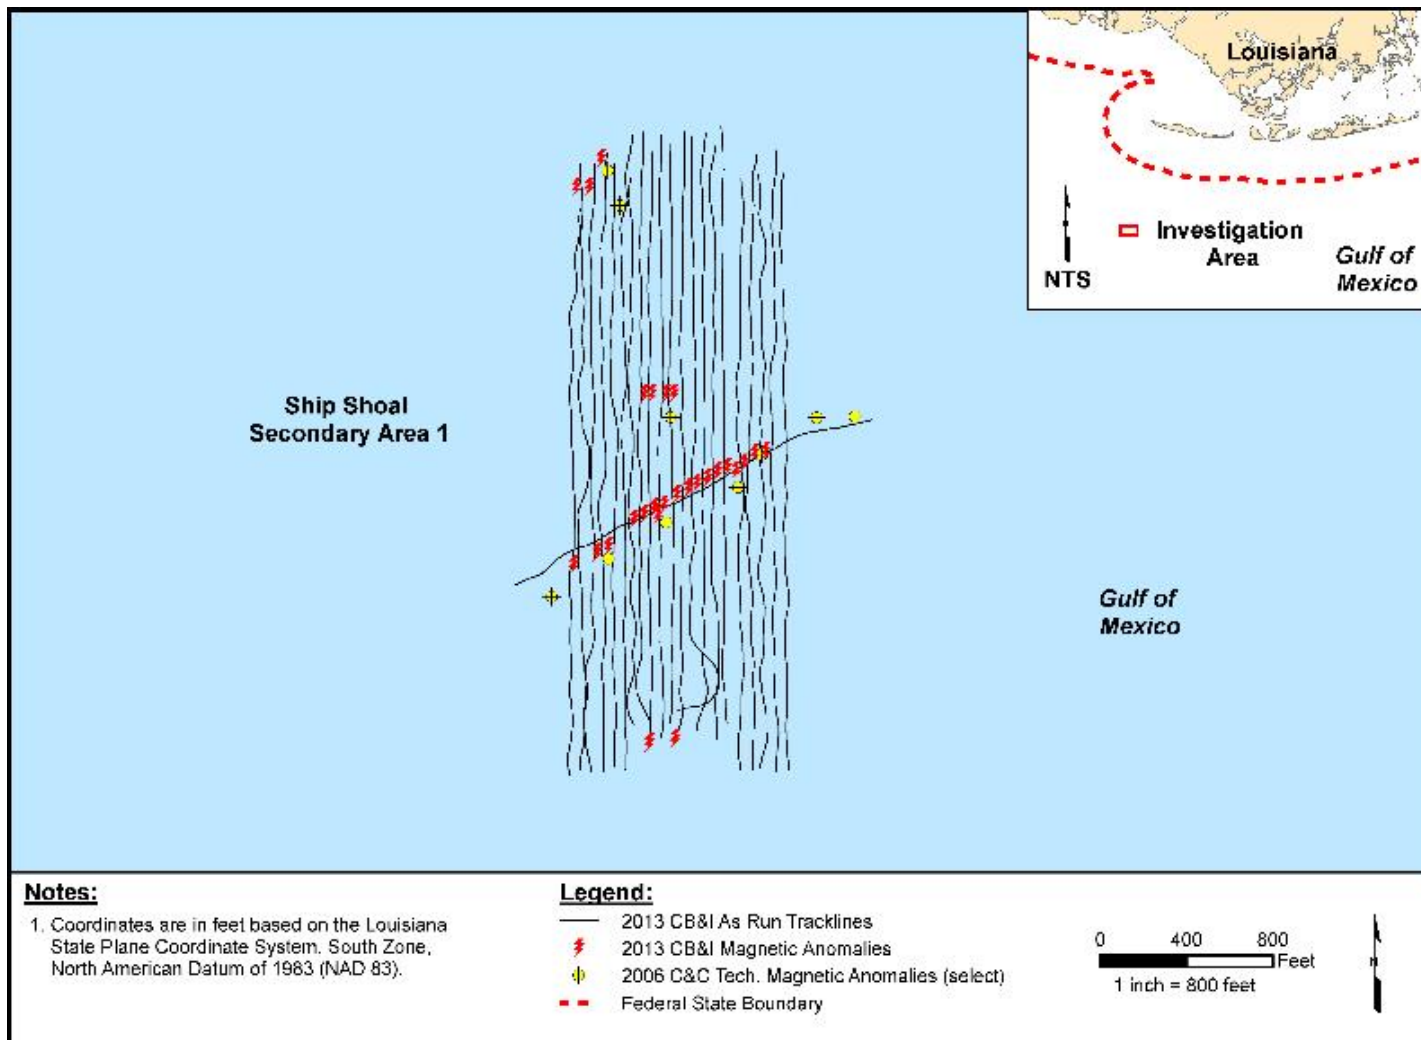 Louisiana
Investigation
Area
Gulf of
Mexico
NTS
Ship Shoal
Secondary Area 1
Gulf of
Mexico
Notes:
1. Coordinates are in feet based on the Louisiana
State Plane Coordinate System. South Zone,
North American Datum of 1983 (NAD 83).
Legend:
2013 CB&I As Run Tracklines
2013 CB&I Magnetic Anomalies
2006 C&C Tech. Magnetic Anomalies (select)
Federal State Boundary
0 400 800
Feet
1 inch = 800 feet
N